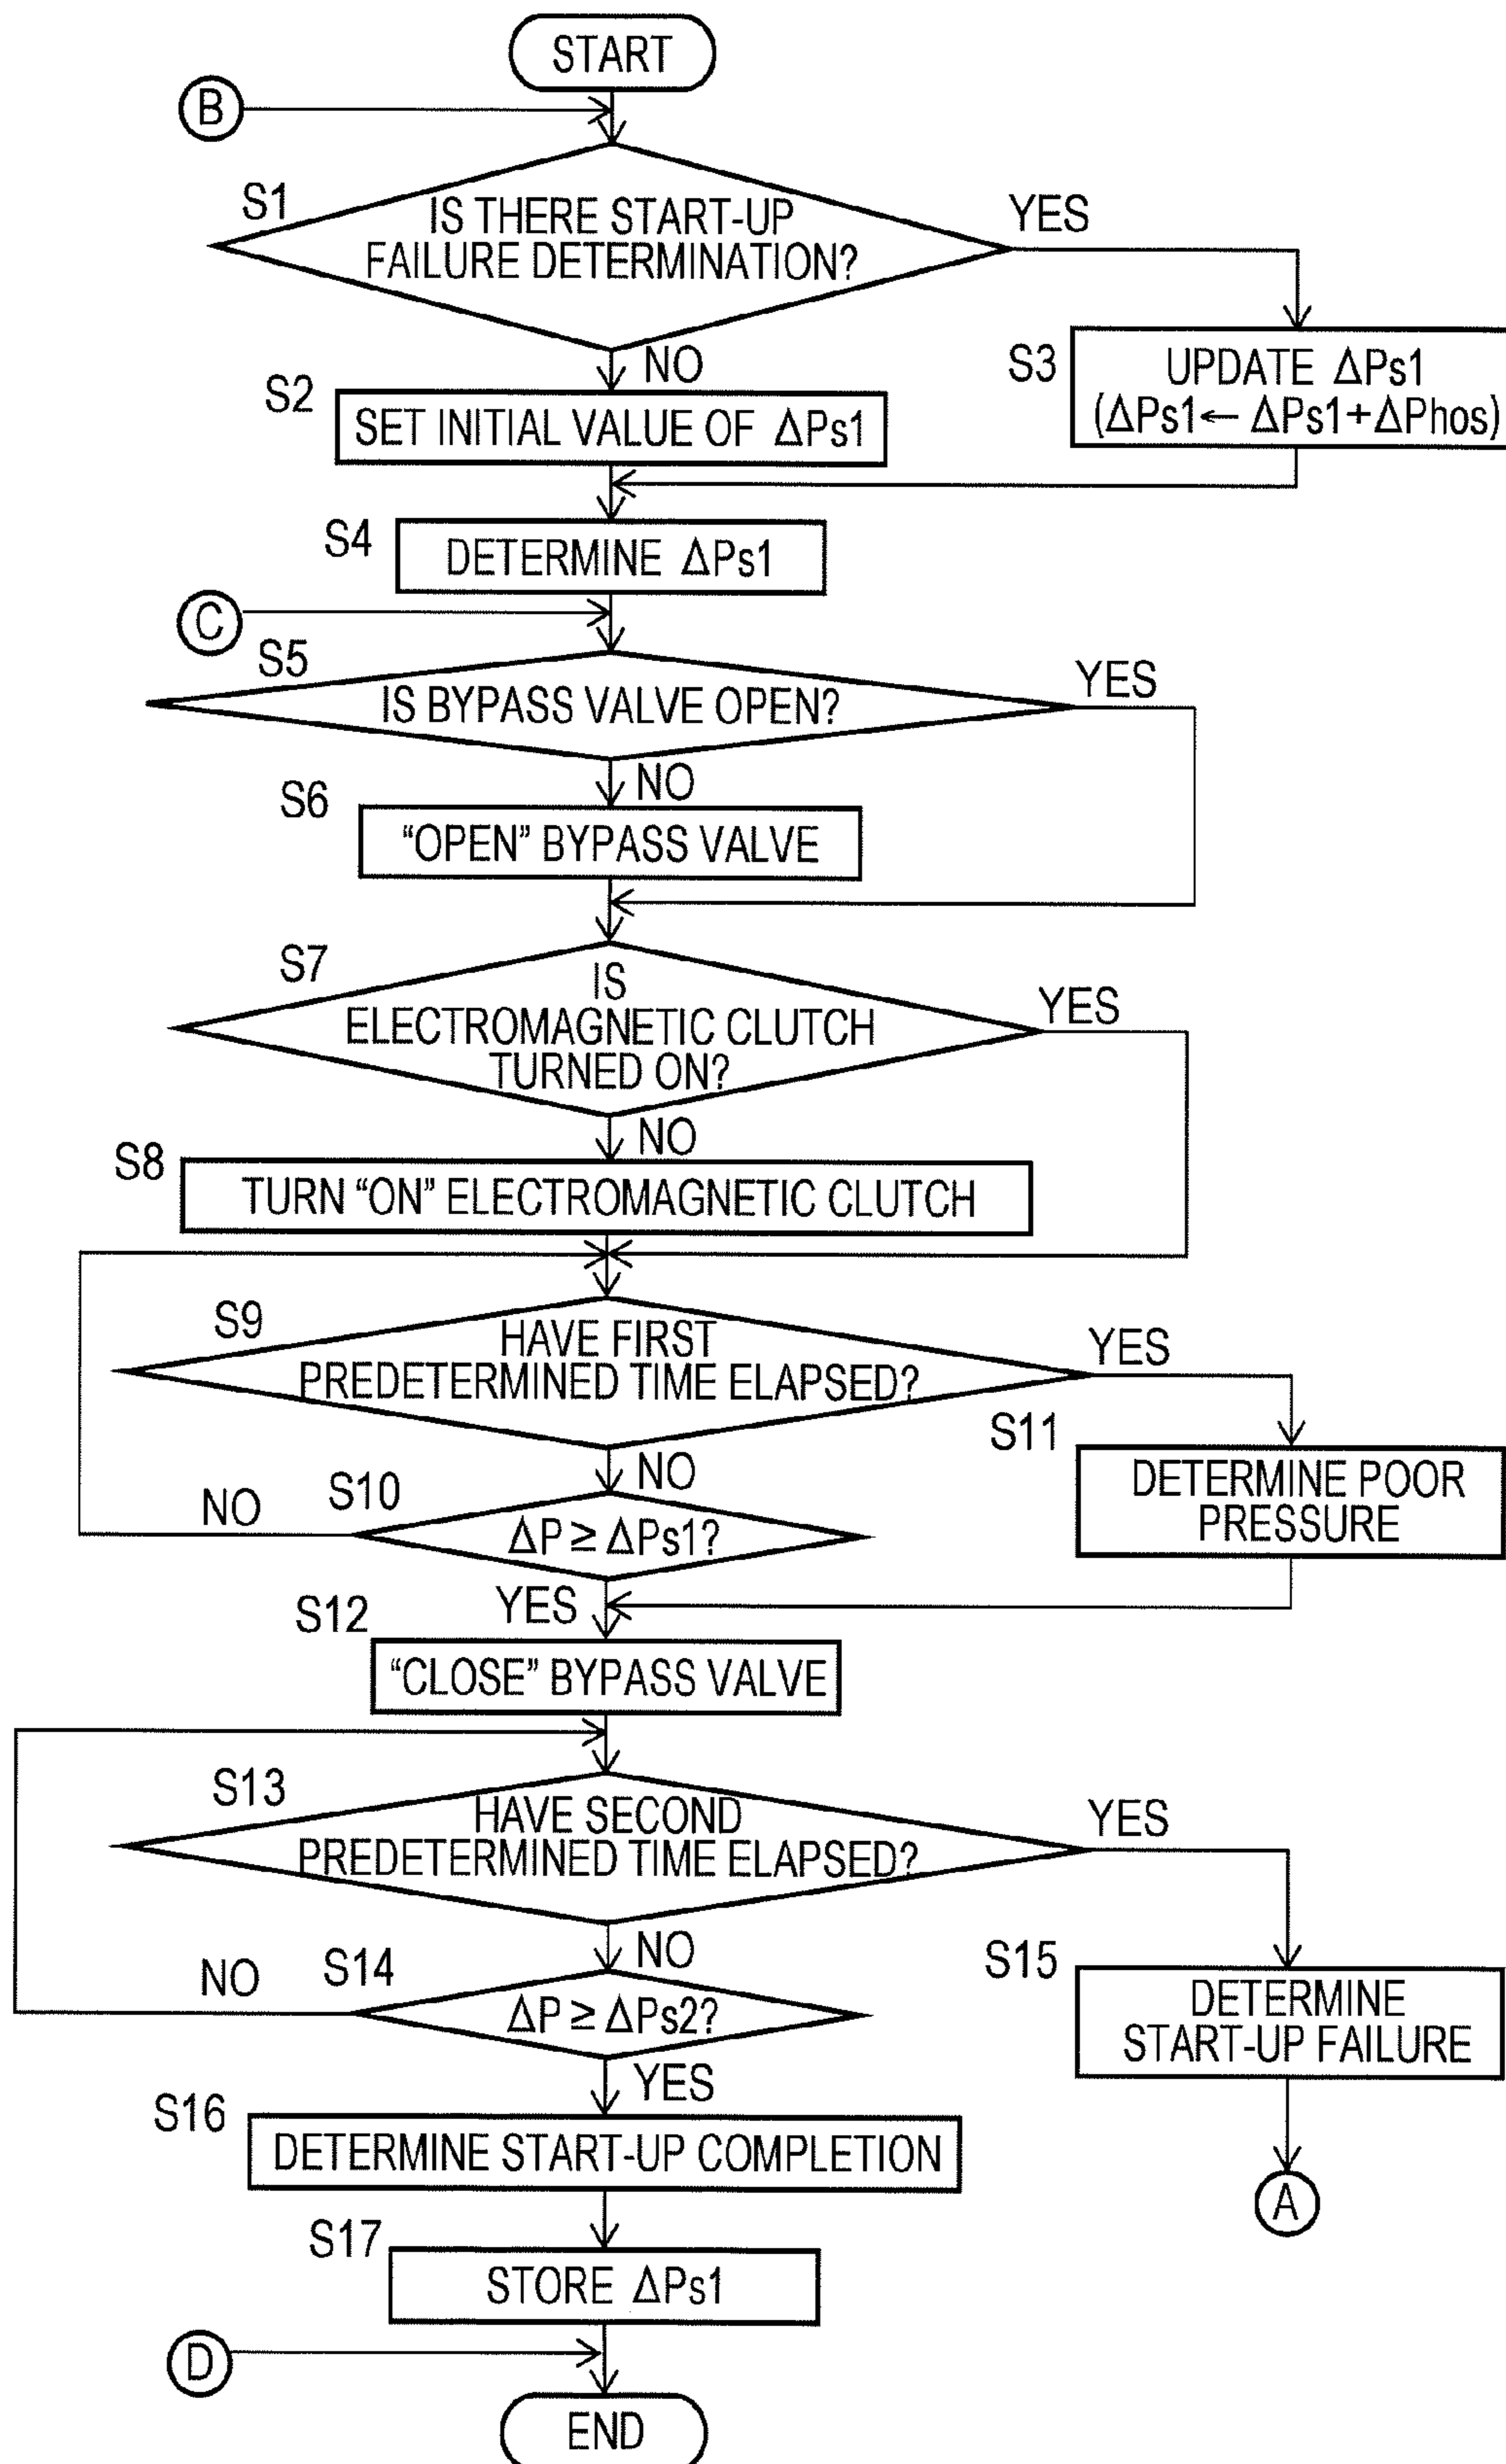 START
B
S1
IS THERE START-UP
FAILURE DETERMINATION?
YES
NO
S2
SET INITIAL VALUE OF ΔPs1
S3
UPDATE ΔPs1
(ΔPs1← ΔPs1+ΔPhos)
S4
DETERMINE ΔPs1
C
S5
IS BYPASS VALVE OPEN?
YES
NO
S6
“OPEN” BYPASS VALVE
S7
IS
ELECTROMAGNETIC CLUTCH
TURNED ON?
YES
NO
S8
TURN “ON” ELECTROMAGNETIC CLUTCH
S9
HAVE FIRST
PREDETERMINED TIME ELAPSED?
YES
NO
S10
NO
ΔP ≥ ΔPs1?
S11
DETERMINE POOR
PRESSURE
YES
S12
“CLOSE” BYPASS VALVE
S13
HAVE SECOND
PREDETERMINED TIME ELAPSED?
YES
NO
S14
NO
ΔP ≥ ΔPs2?
S15
DETERMINE
START-UP FAILURE
YES
A
S16
DETERMINE START-UP COMPLETION
S17
STORE ΔPs1
D
END